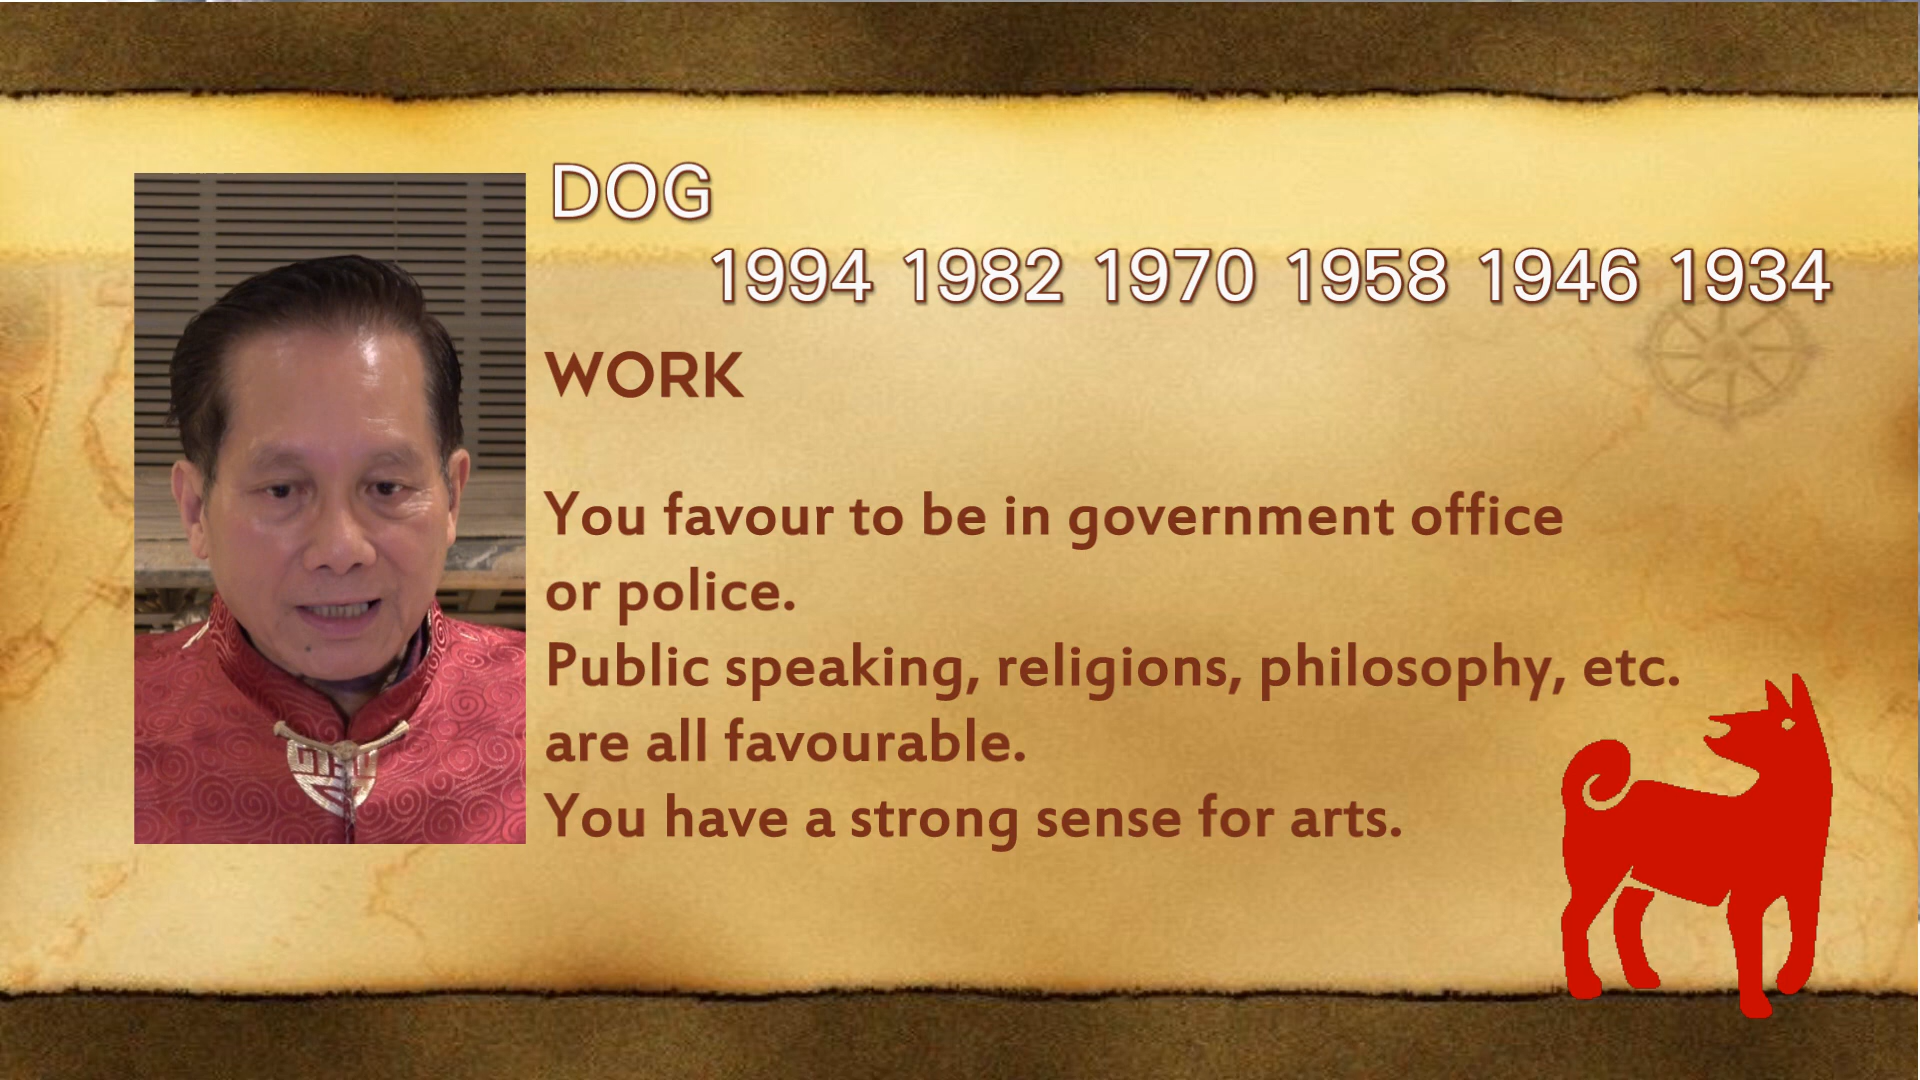 DOG
1994 1982 1970 1958 1946 1934
WORK
You favour to be in government office
or police.
Public speaking, religions, philosophy, etc.
are all favourable.
You have a strong sense for arts.